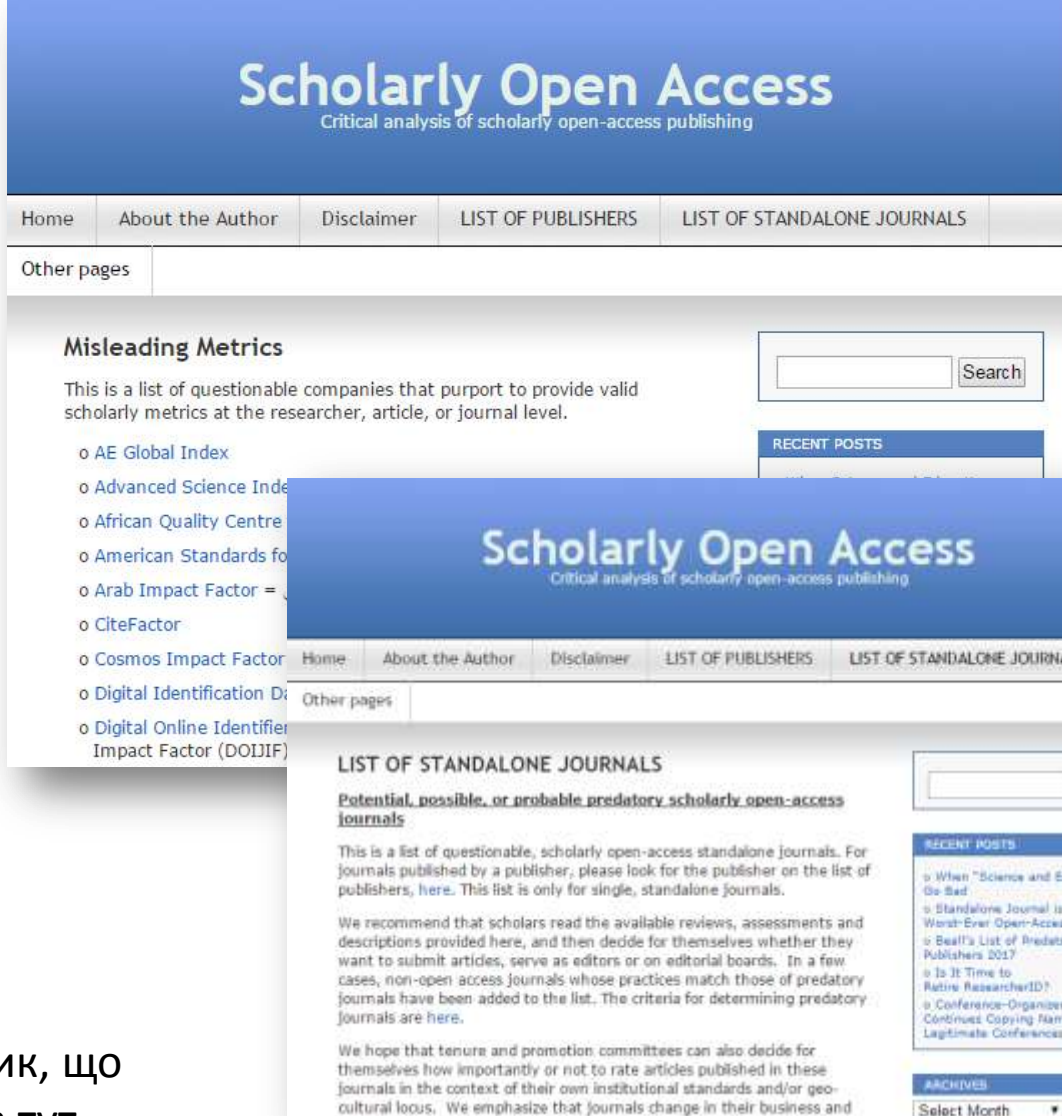 Scholarly Open Access
Critical analysis of scholarly open-access publishing
Home About the Author Disclaimer LIST OF PUBLISHERS LIST OF STANDALONE JOURNALS
Other pages
Misleading Metrics
This is a list of questionable companies that purport to provide valid
scholarly metrics at the researcher, article, or journal level.
o AE Global Index
o Advanced Science Inde
o African Quality Centre
o American Standards fo
o Arab Impact Factor =
o CiteFactor
o Cosmos Impact Factor
o Digital Identification Da
o Digital Online Identifier
Impact Factor (DOIJIF)
Search
RECENT POSTS
Scholarly Open Access
Critical analysis of scholarly open-access publishing
Home About the Author Disclaimer LIST OF PUBLISHERS LIST OF STANDALONE JOURNA
Other pages
LIST OF STANDALONE JOURNALS
Potential, possible, or probable predatory scholarly open-access
journals
This is a list of questionable, scholarly open-access standalone journals. For
journals published by a publisher, please look for the publisher on the list of
publishers, here. This list is only for single, standalone journals.
We recommend that scholars read the available reviews, assessments and
descriptions provided here, and then decide for themselves whether they
want to submit articles, serve as editors or on editorial boards. In a few
cases, non-open access journals whose practices match those of predatory
journals have been added to the list. The criteria for determining predatory
journals are here.
We hope that tenure and promotion committees can also decide for
themselves how importantly or not to rate articles published in these
journals in the context of their own institutional standards and/or geo-
cultural locus. We emphasize that journals change in their business and
RECENT POSTS
o When "Science and E
Go Bad
o Standalone Journal is
Worst-Ever Open-Acces
o Beall's List of Predato
Publishers 2017
o Is It Time to
Retire ResearcherID?
o Conference-Organizer
Continues Copying Nam
Legitimate Conferences
ARCHIVES
Select Month
ик, що